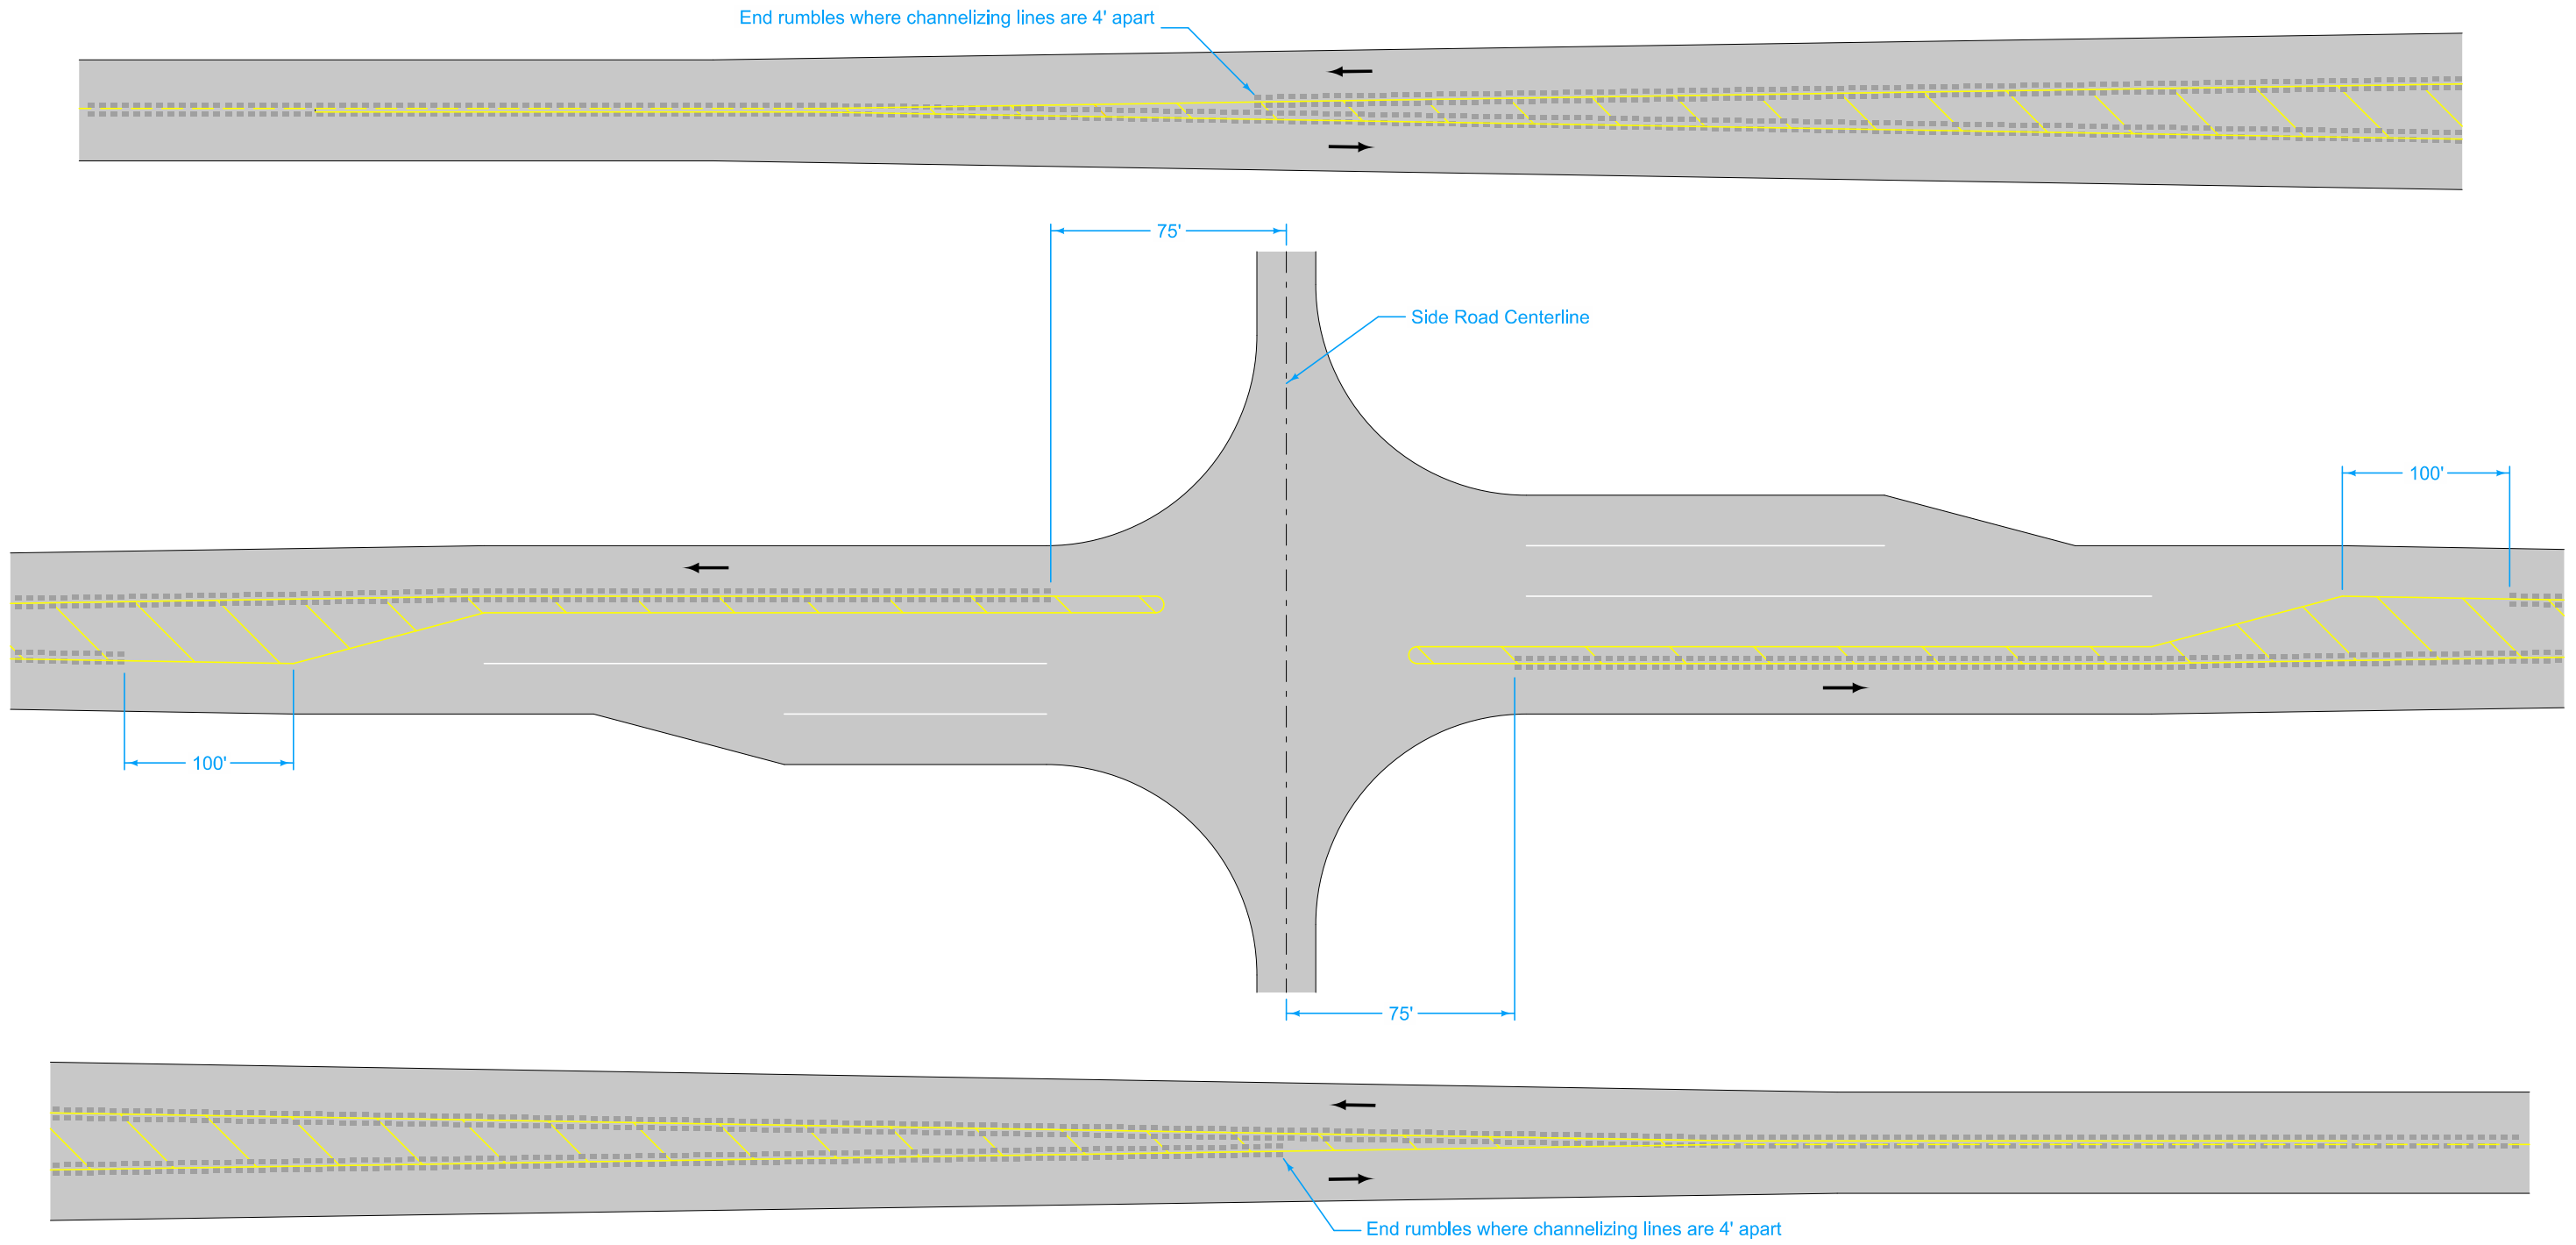 End rumbles where channelizing lines are 4' apart
75'
Side Road Centerline
100'
100'
75'
End rumbles where channelizing lines are 4' apart